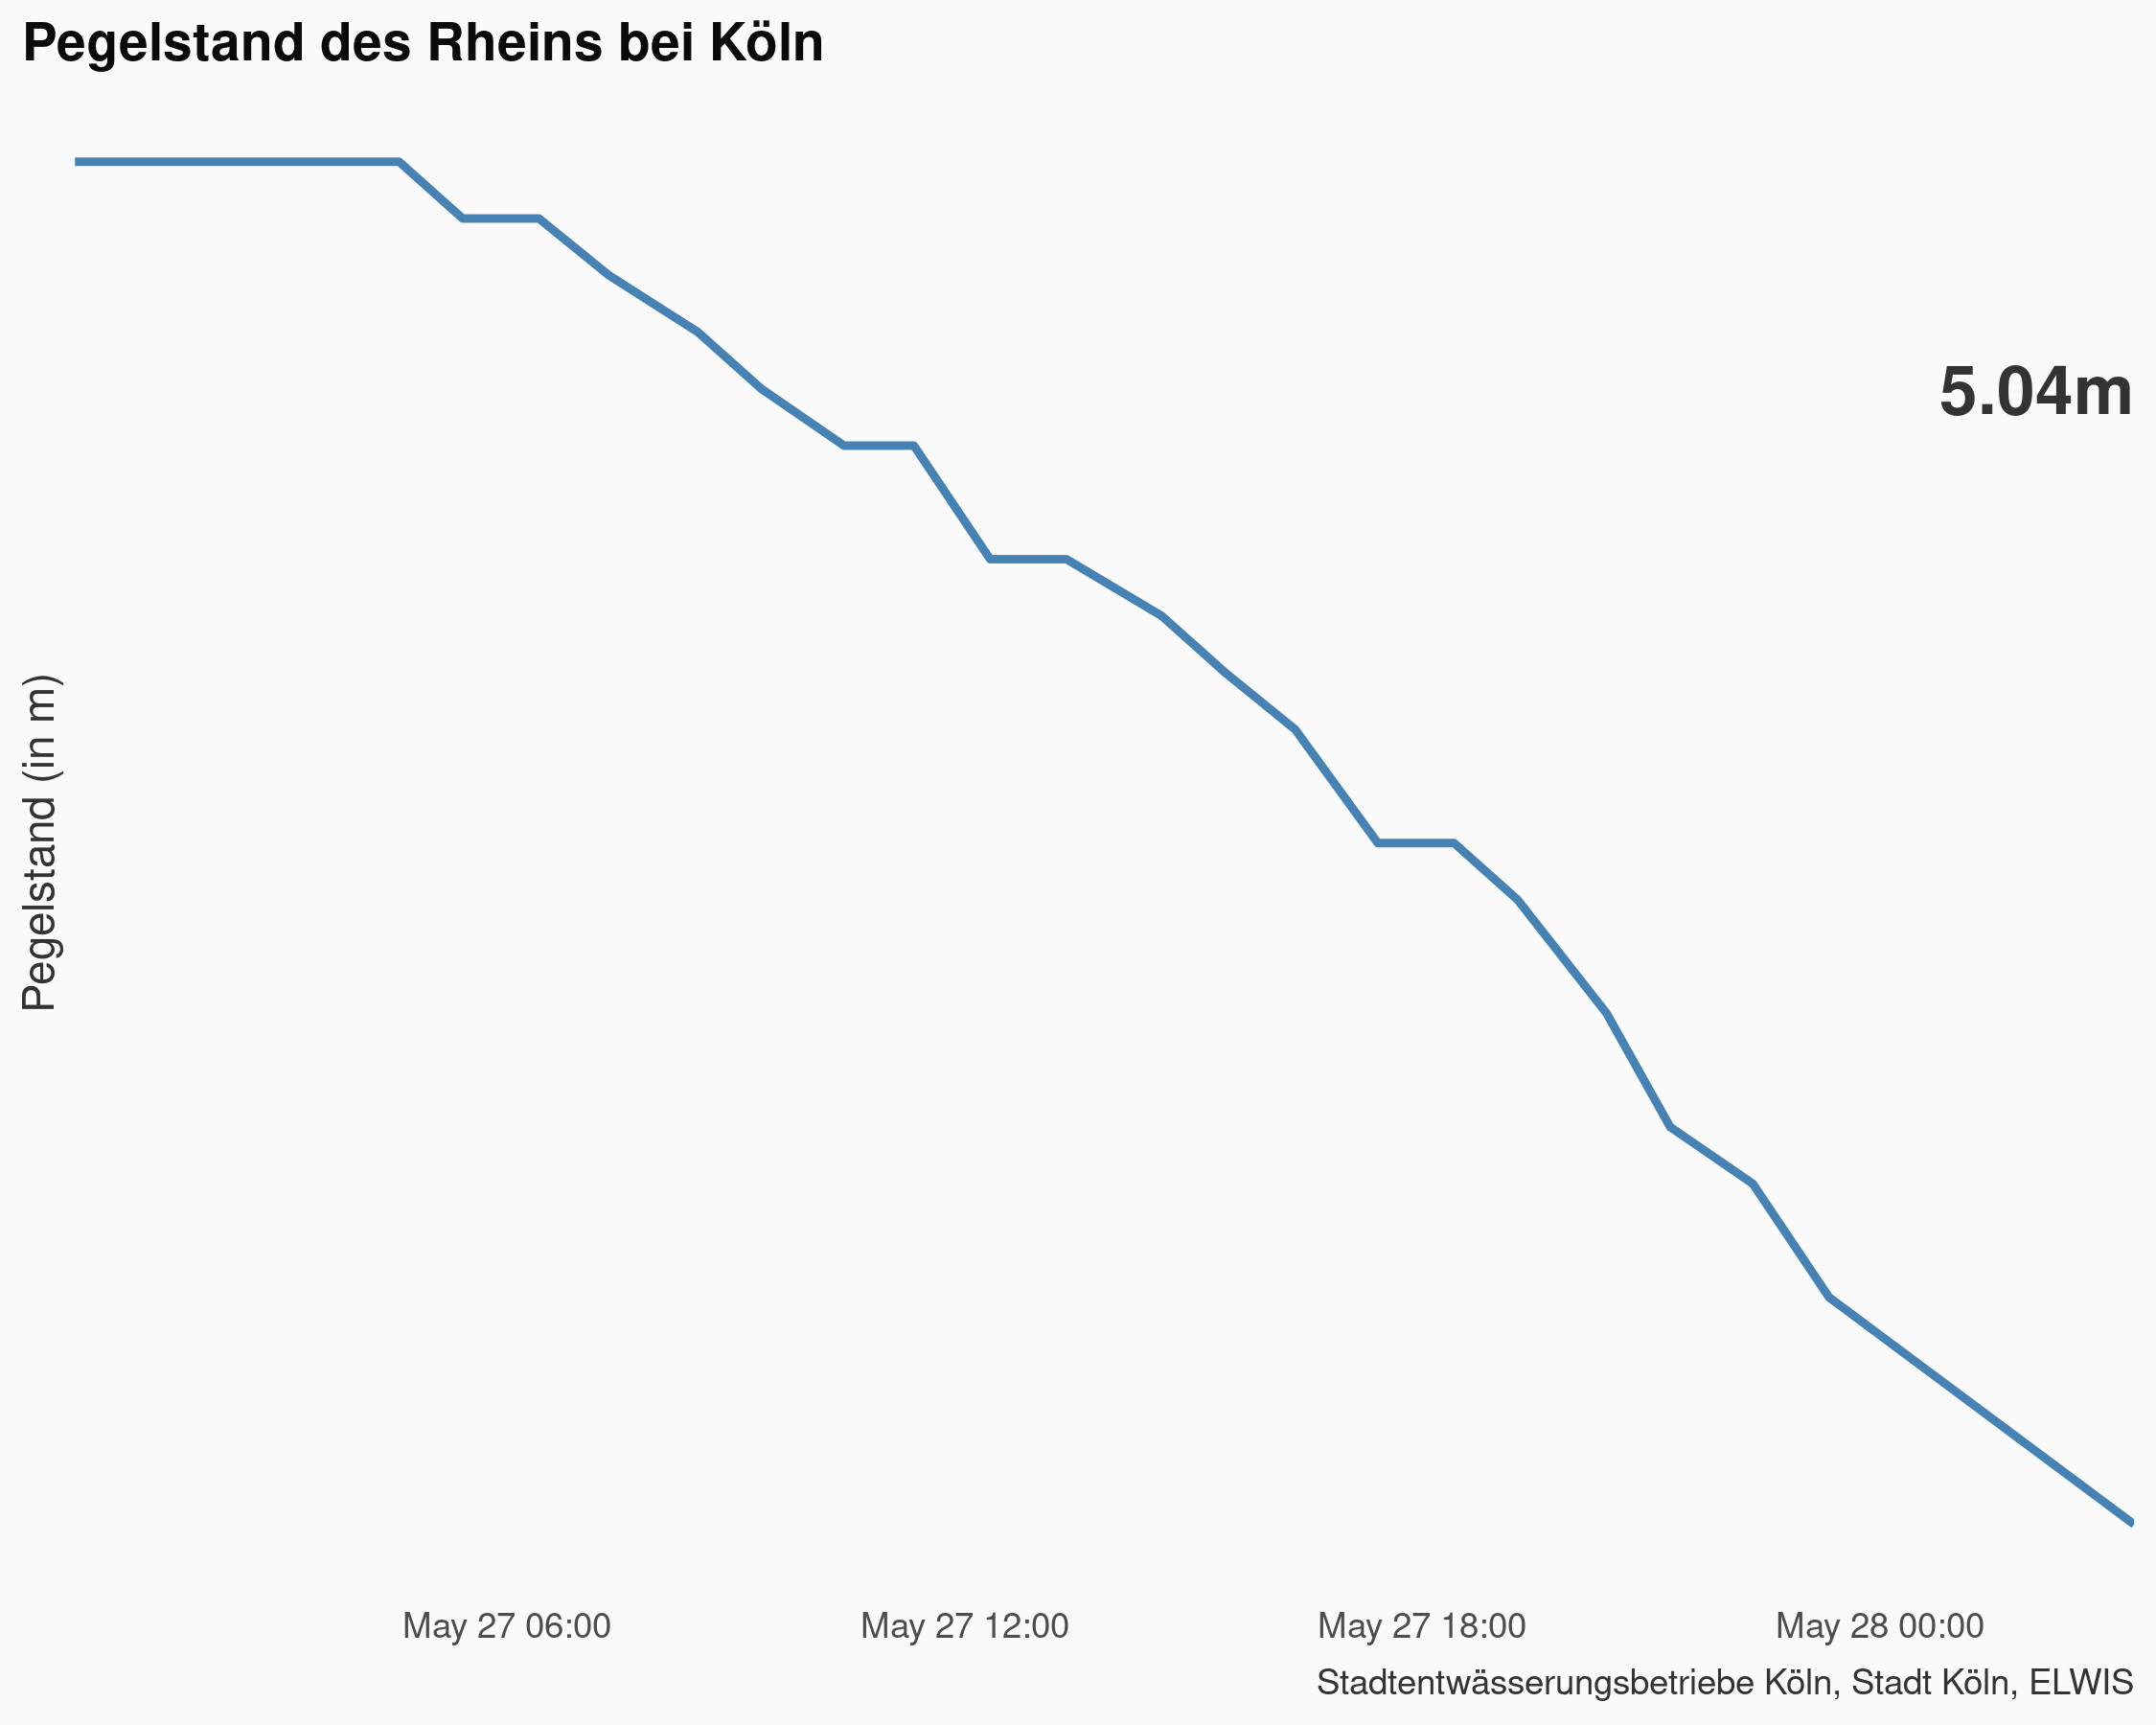 Pegelstand des Rheins bei Köln
5.04m
Pegelstand (in m)
May 27 06:00
May 27 12:00
May 27 18:00
May 28 00:00
Stadtentwässerungsbetriebe Köln, Stadt Köln, ELWIS